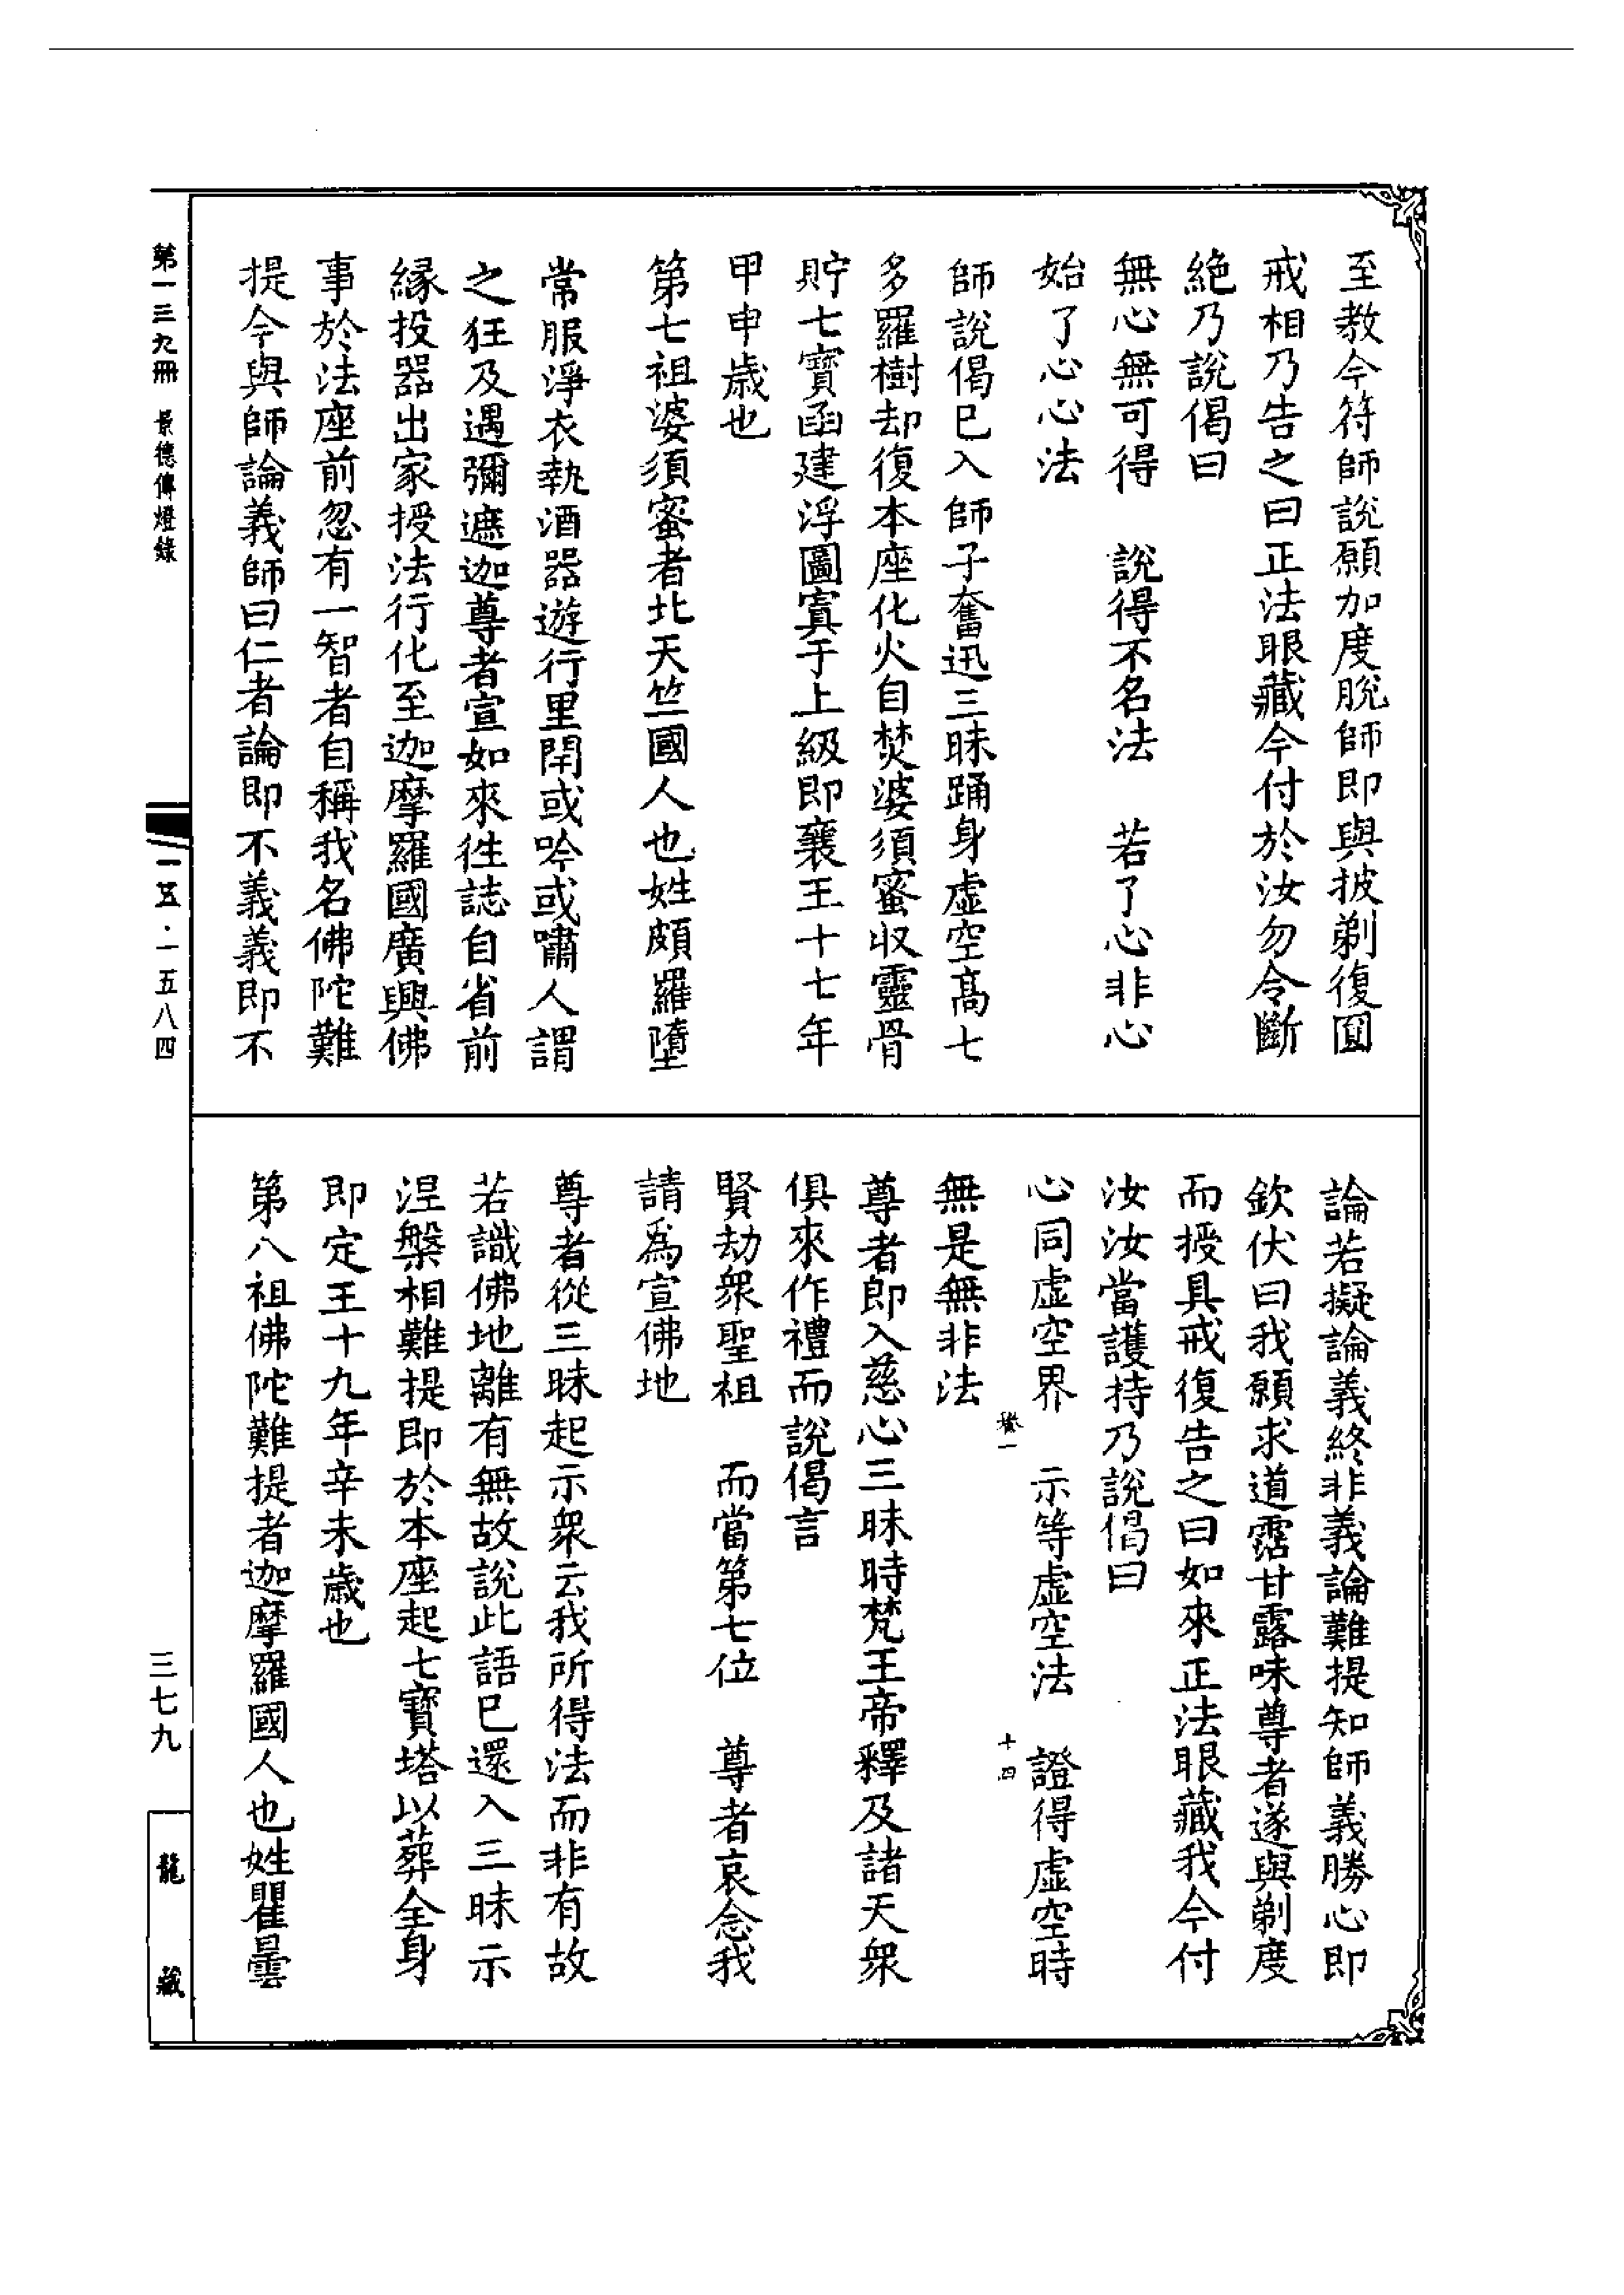 至教今符師說願加度脫師即與披剃復圓
戒相乃告之曰正法眼藏今付於汝勿令斷
絕乃說偈曰
無心無可得　說得不名法　若了心非心
始了心心法
師說偈已入師子奮迅三昧踊身虛空高七
多羅樹却復本座化火自焚婆須蜜収靈骨
貯七寶函建浮圖寘于上級即襄王十七年
甲申歲也
第七祖婆須蜜者北天竺國人也姓頗羅墮
常服淨衣執酒器遊行里閈或吟或嘯人謂
之狂及遇彌遮迦尊者宣如來徃誌自省前
緣投器出家授法行化至迦摩羅國廣興佛
事於法座前忽有一智者自稱我名佛陀難
提今與師論義師曰仁者論即不義義即不
論若擬論義終非義論難提知師義勝心即
欽伏曰我願求道霑甘露味尊者遂與剃度
而授具戒復告之曰如來正法眼藏我今付
汝汝當護持乃說偈曰
心同虛空界　示等虛空法　證得虛空時
無是無非法
尊者即入慈心三昧時梵王帝釋及諸天衆
俱來作禮而說偈言
賢劫衆聖祖　而當第七位　尊者哀念我
請爲宣佛地
尊者從三昧起示衆云我所得法而非有故
若識佛地離有無故說此語已還入三昧示
涅槃相難提即於本座起七寶塔以葬全身
即定王十九年辛未歲也
第八祖佛陀難提者迦摩羅國人也姓瞿曇
十四
第一三九冊　景德傳燈錄
一五·一五八四
三七九
龍藏